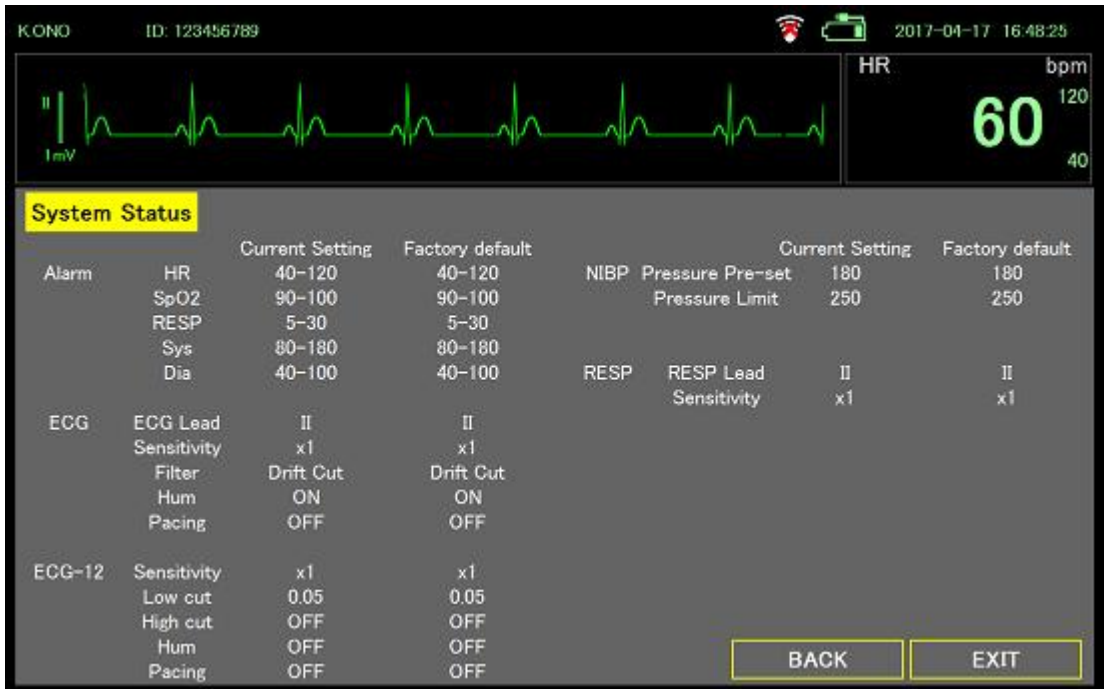 K.ONO ID: 123456789 2017-04-17 16:48:25
HR bpm
II 60 120
1mV 40
System Status
Current Setting Factory default Current Setting Factory default
Alarm HR 40-120 40-120 NIBP Pressure Pre-set 180 180
SpO2 90-100 90-100 Pressure Limit 250 250
RESP 5-30 5-30
Sys 80-180 80-180
Dia 40-100 40-100 RESP RESP Lead II II
Sensitivity x1 x1
ECG ECG Lead II II
Sensitivity x1 x1
Filter Drift Cut Drift Cut
Hum ON ON
Pacing OFF OFF
ECG-12 Sensitivity x1 x1
Low cut 0.05 0.05
High cut OFF OFF
Hum OFF OFF
Pacing OFF OFF
BACK EXIT